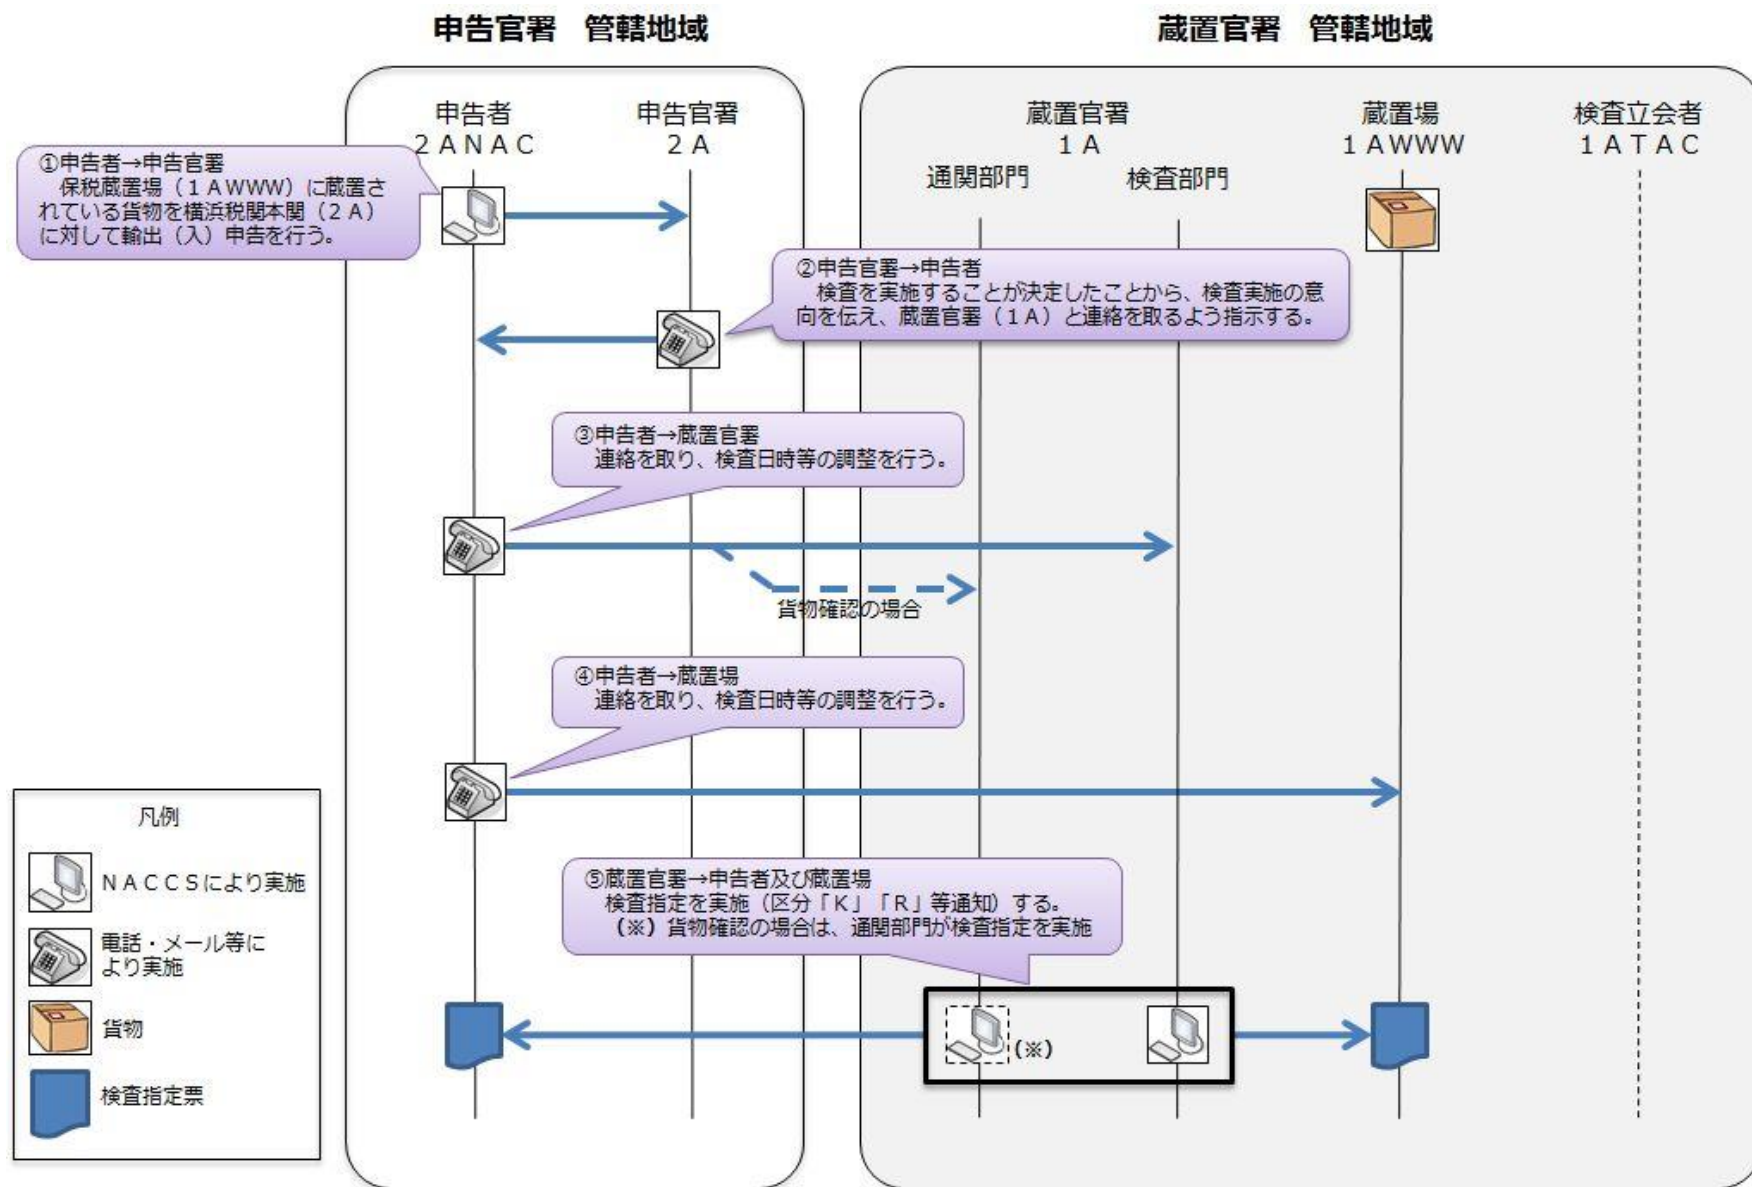 申告官署　管轄地域
蔵置官署　管轄地域
申告者
２ＡＮＡＣ
申告官署
２Ａ
蔵置官署
１Ａ
通関部門
検査部門
蔵置場
１ＡＷＷＷ
検査立会者
１ＡＴＡＣ
①申告者→申告官署
保税蔵置場（１ＡＷＷＷ）に蔵置さ
れている貨物を横浜税関本関（２Ａ）
に対して輸出（入）申告を行う。
②申告官署→申告者
検査を実施することが決定したことから、検査実施の意
向を伝え、蔵置官署（１Ａ）と連絡を取るよう指示する。
③申告者→蔵置官署
連絡を取り、検査日時等の調整を行う。
貨物確認の場合
④申告者→蔵置場
連絡を取り、検査日時等の調整を行う。
⑤蔵置官署→申告者及び蔵置場
検査指定を実施（区分「Ｋ」「Ｒ」等通知）する。
（※）貨物確認の場合は、通関部門が検査指定を実施
（※）
凡例
ＮＡＣＣＳにより実施
電話・メール等に
より実施
貨物
検査指定票